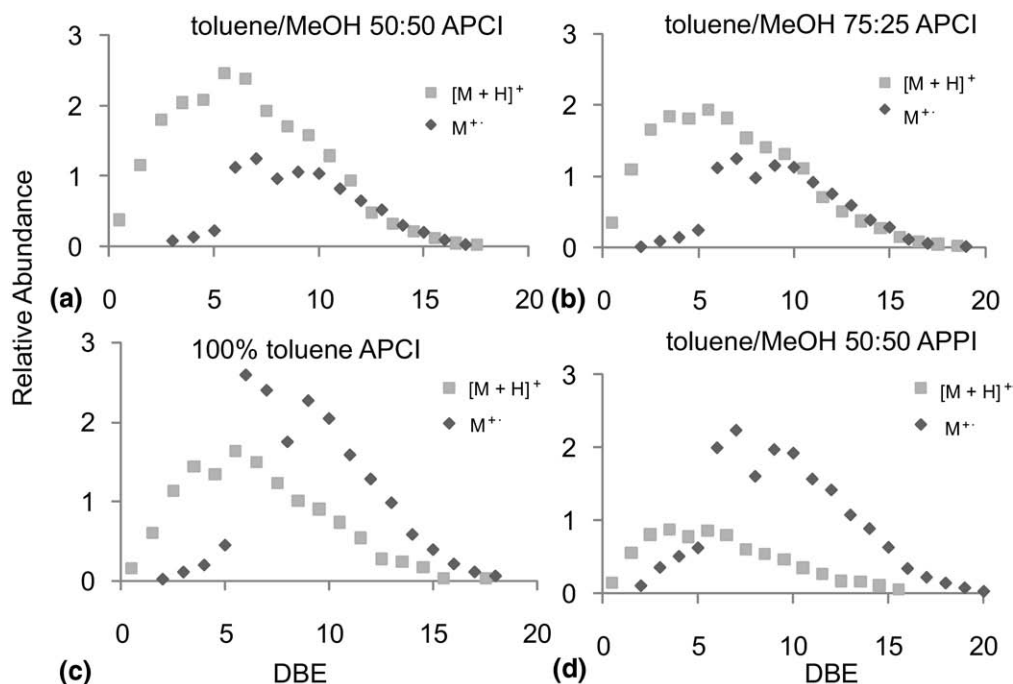 toluene/MeOH 50:50 APCI
3
2
1
0
[M + H]⁺
M⁺·
0 5 10 15 20
(a)
toluene/MeOH 75:25 APCI
3
2
1
0
[M + H]⁺
M⁺·
0 5 10 15 20
(b)
Relative Abundance
100% toluene APCI
3
2
1
0
[M + H]⁺
M⁺·
0 5 10 15 20
(c)
DBE
toluene/MeOH 50:50 APPI
3
2
1
0
[M + H]⁺
M⁺·
0 5 10 15 20
(d)
DBE